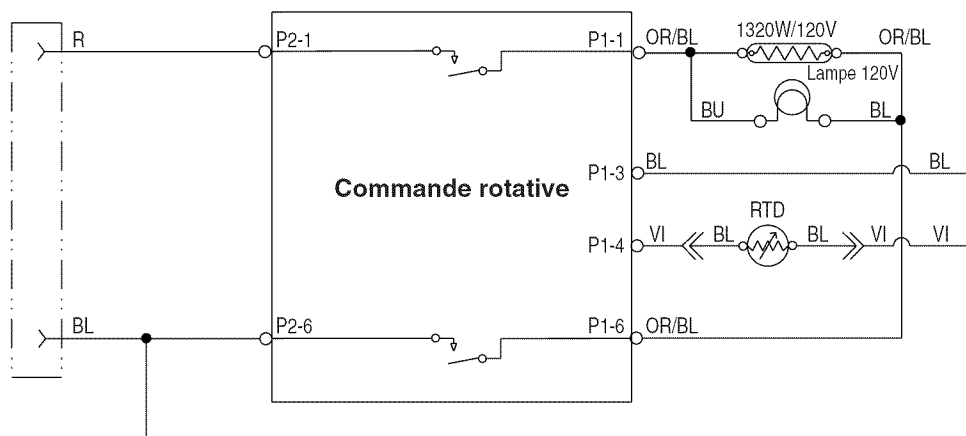 R
P2-1
P1-1
OR/BL
1320W/120V
OR/BL
Lampe 120V
BU
BL
P1-3
BL
BL
Commande rotative
RTD
P1-4
VI
BL
BL
VI
VI
BL
P2-6
P1-6
OR/BL